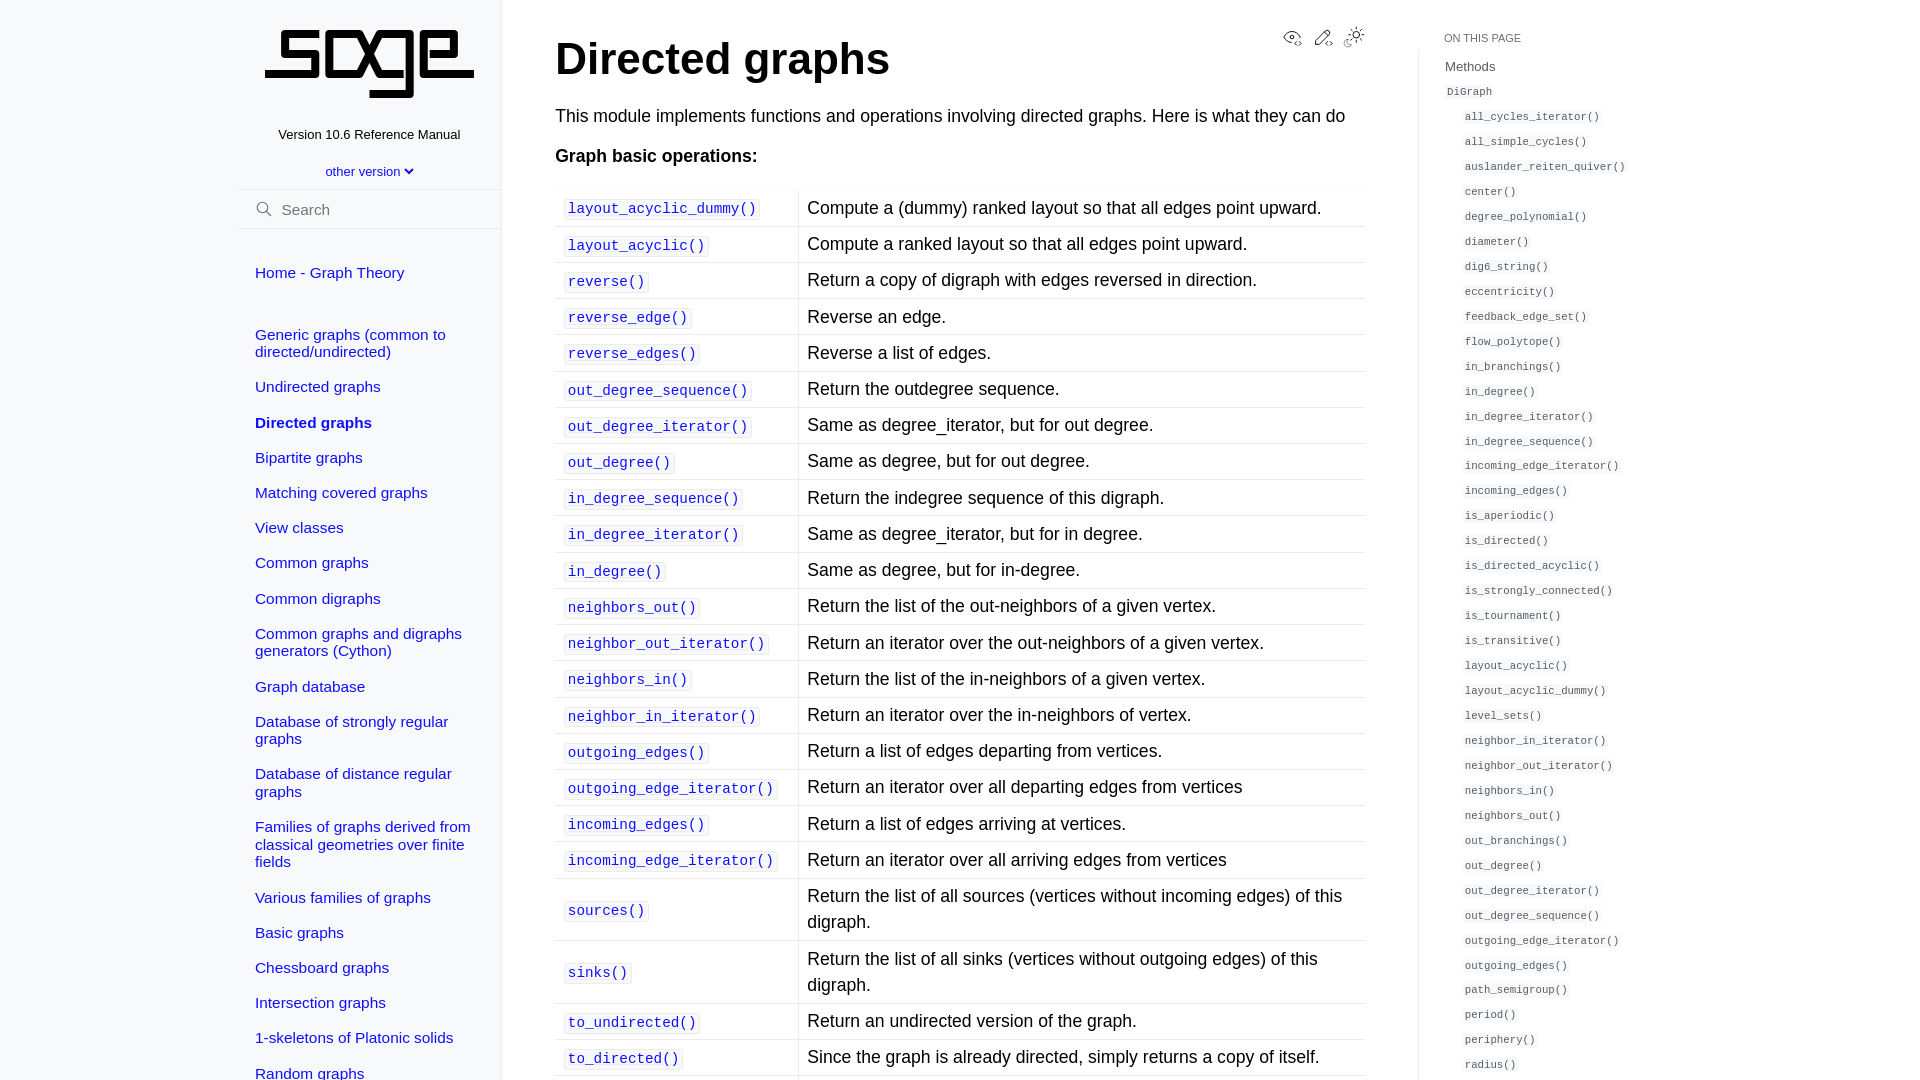 sage
Version 10.6 Reference Manual
other version
Search
Home - Graph Theory
Generic graphs (common to
directed/undirected)
Undirected graphs
Directed graphs
Bipartite graphs
Matching covered graphs
View classes
Common graphs
Common digraphs
Common graphs and digraphs
generators (Cython)
Graph database
Database of strongly regular
graphs
Database of distance regular
graphs
Families of graphs derived from
classical geometries over finite
fields
Various families of graphs
Basic graphs
Chessboard graphs
Intersection graphs
1-skeletons of Platonic solids
Random graphs
Directed graphs
This module implements functions and operations involving directed graphs. Here is what they can do
Graph basic operations:
layout_acyclic_dummy() Compute a (dummy) ranked layout so that all edges point upward.
layout_acyclic() Compute a ranked layout so that all edges point upward.
reverse() Return a copy of digraph with edges reversed in direction.
reverse_edge() Reverse an edge.
reverse_edges() Reverse a list of edges.
out_degree_sequence() Return the outdegree sequence.
out_degree_iterator() Same as degree_iterator, but for out degree.
out_degree() Same as degree, but for out degree.
in_degree_sequence() Return the indegree sequence of this digraph.
in_degree_iterator() Same as degree_iterator, but for in degree.
in_degree() Same as degree, but for in-degree.
neighbors_out() Return the list of the out-neighbors of a given vertex.
neighbor_out_iterator() Return an iterator over the out-neighbors of a given vertex.
neighbors_in() Return the list of the in-neighbors of a given vertex.
neighbor_in_iterator() Return an iterator over the in-neighbors of vertex.
outgoing_edges() Return a list of edges departing from vertices.
outgoing_edge_iterator() Return an iterator over all departing edges from vertices
incoming_edges() Return a list of edges arriving at vertices.
incoming_edge_iterator() Return an iterator over all arriving edges from vertices
sources() Return the list of all sources (vertices without incoming edges) of this
digraph.
sinks() Return the list of all sinks (vertices without outgoing edges) of this
digraph.
to_undirected() Return an undirected version of the graph.
to_directed() Since the graph is already directed, simply returns a copy of itself.
ON THIS PAGE
Methods
DiGraph
all_cycles_iterator()
all_simple_cycles()
auslander_reiten_quiver()
center()
degree_polynomial()
diameter()
dig6_string()
eccentricity()
feedback_edge_set()
flow_polytope()
in_branchings()
in_degree()
in_degree_iterator()
in_degree_sequence()
incoming_edge_iterator()
incoming_edges()
is_aperiodic()
is_directed()
is_directed_acyclic()
is_strongly_connected()
is_tournament()
is_transitive()
layout_acyclic()
layout_acyclic_dummy()
level_sets()
neighbor_in_iterator()
neighbor_out_iterator()
neighbors_in()
neighbors_out()
out_branchings()
out_degree()
out_degree_iterator()
out_degree_sequence()
outgoing_edge_iterator()
outgoing_edges()
path_semigroup()
period()
periphery()
radius()